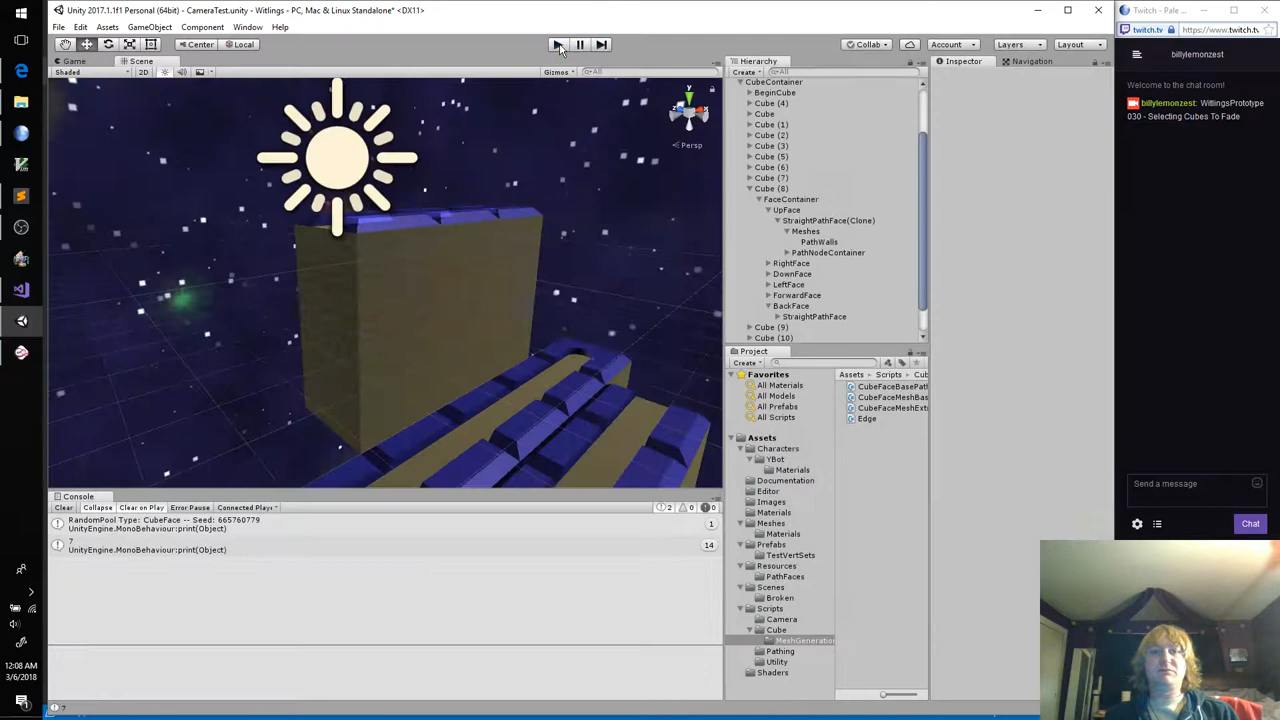 Unity 2017.1.1f1 Personal (64bit) - CameraTest.unity - Witlings - PC, Mac & Linux Standalone* <DX11>
File Edit Assets GameObject Component Window Help
Center Local Collab Account Layers Layout
Game Scene
Shaded 2D Gizmos All
y
x
z
Persp
Hierarchy
Create All
CubeContainer
BeginCube
Cube (4)
Cube
Cube (1)
Cube (2)
Cube (3)
Cube (5)
Cube (6)
Cube (7)
Cube (8)
FaceContainer
UpFace
StraightPathFace(Clone)
Meshes
PathWalls
PathNodeContainer
RightFace
DownFace
LeftFace
ForwardFace
BackFace
StraightPathFace
Cube (9)
Cube (10)
Inspector Navigation
Project
Create
Favorites
All Materials
All Models
All Prefabs
All Scripts
Assets
Characters
YBot
Materials
Documentation
Editor
Images
Materials
Meshes
Materials
Prefabs
TestVertSets
Resources
PathFaces
Scenes
Broken
Scripts
Camera
Cube
MeshGeneration
Pathing
Utility
Shaders
Assets Scripts Cub
CubeFaceBasePat
CubeFaceMeshBas
CubeFaceMeshExt
Edge
Console
Clear Collapse Clear on Play Error Pause Connected Playe 2 0 0
RandomPool Type: CubeFace -- Seed: 665760779
UnityEngine.MonoBehaviour:print(Object)
1
7
UnityEngine.MonoBehaviour:print(Object)
14
7
12:08 AM
3/6/2018
Twitch - Pale ...
twitch.tv https://www.twitch
billylemonzest
Welcome to the chat room!
billylemonzest: WitlingsPrototype
030 - Selecting Cubes To Fade
Send a message
Chat